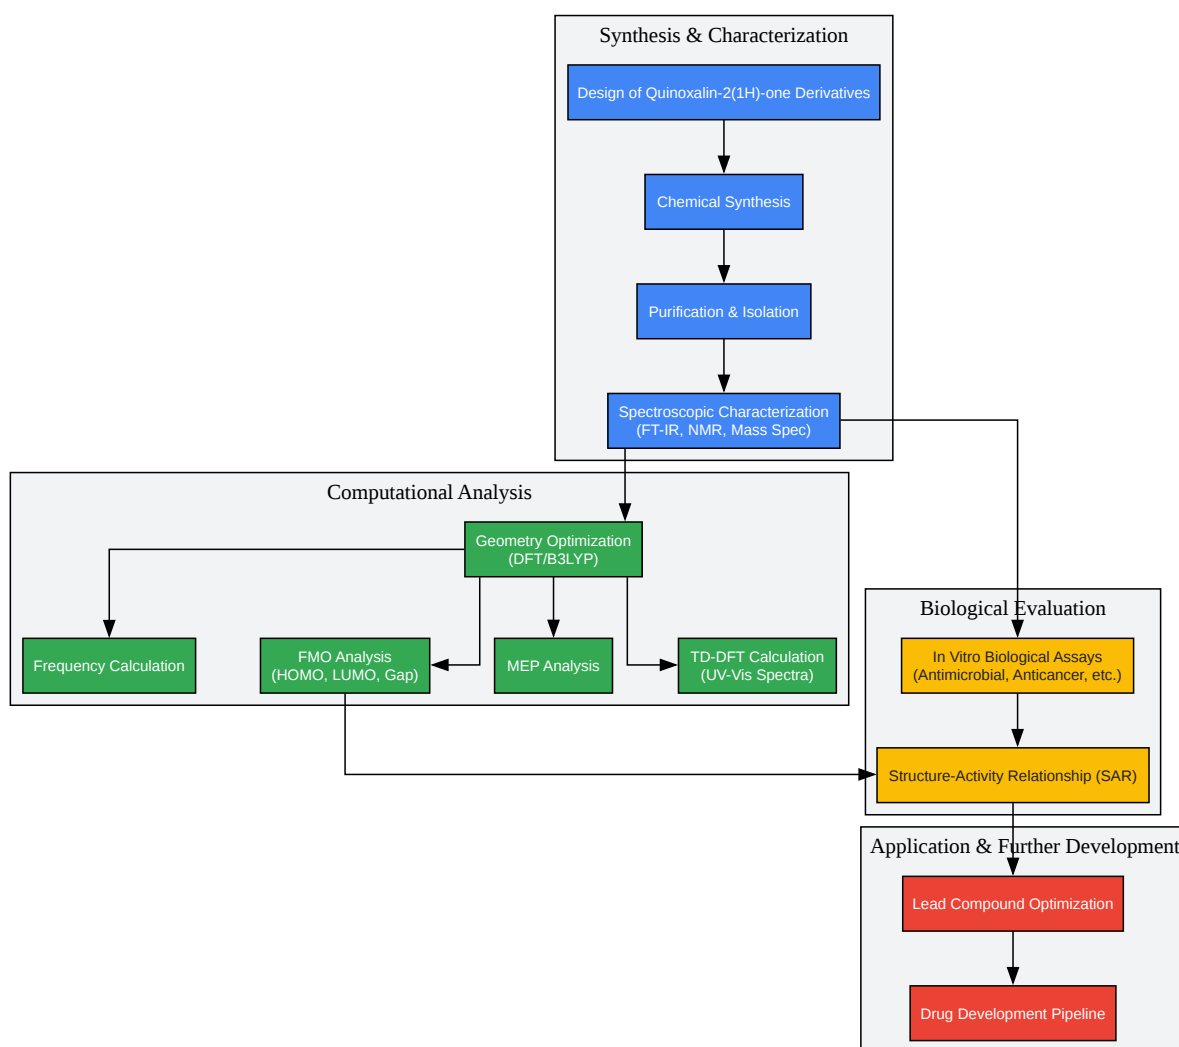 Synthesis & Characterization
Design of Quinoxalin-2(1H)-one Derivatives
Chemical Synthesis
Purification & Isolation
Spectroscopic Characterization
(FT-IR, NMR, Mass Spec)
Computational Analysis
Geometry Optimization
(DFT/B3LYP)
Frequency Calculation
FMO Analysis
(HOMO, LUMO, Gap)
MEP Analysis
TD-DFT Calculation
(UV-Vis Spectra)
Biological Evaluation
In Vitro Biological Assays
(Antimicrobial, Anticancer, etc.)
Structure-Activity Relationship (SAR)
Application & Further Development
Lead Compound Optimization
Drug Development Pipeline